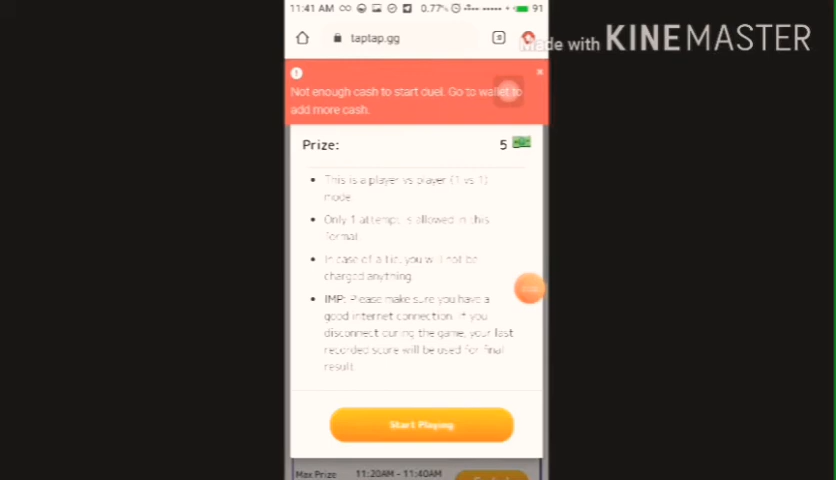 11:41 AM
0.77%
91
taptap.gg
Made with KINEMASTER
Not enough cash to start duel. Go to wallet to
add more cash.
Prize: 5
This is a player vs player (1 vs 1)
mode
Only 1 attempt is allowed in this
format
In case of a tie, you will not be
charged anything
IMP: Please make sure you have a
good internet connection. If you
disconnect during the game, your last
recorded score will be used for final
result
Start Playing
Max Prize 11:20AM - 11:40AM